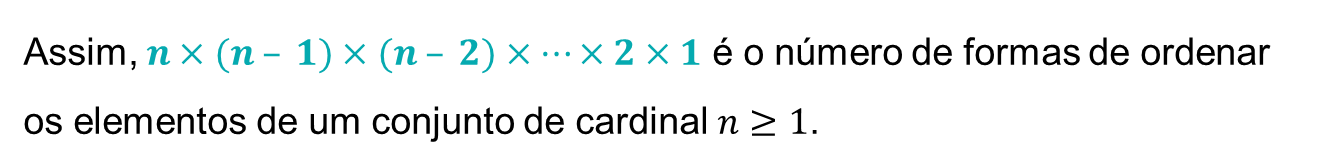 Assim, n × (n − 1) × (n − 2) × ⋯ × 2 × 1 é o número de formas de ordenar
os elementos de um conjunto de cardinal n ≥ 1.